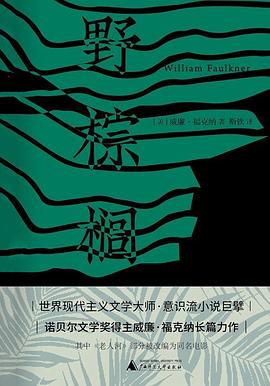 野棕榈
William Faulkner
[美] 威廉·福克纳 著 斯钦 译
世界现代主义文学大师·意识流小说巨擘
诺贝尔文学奖得主威廉·福克纳长篇力作
其中《老人河》部分被改编为同名电影
广西师范大学出版社